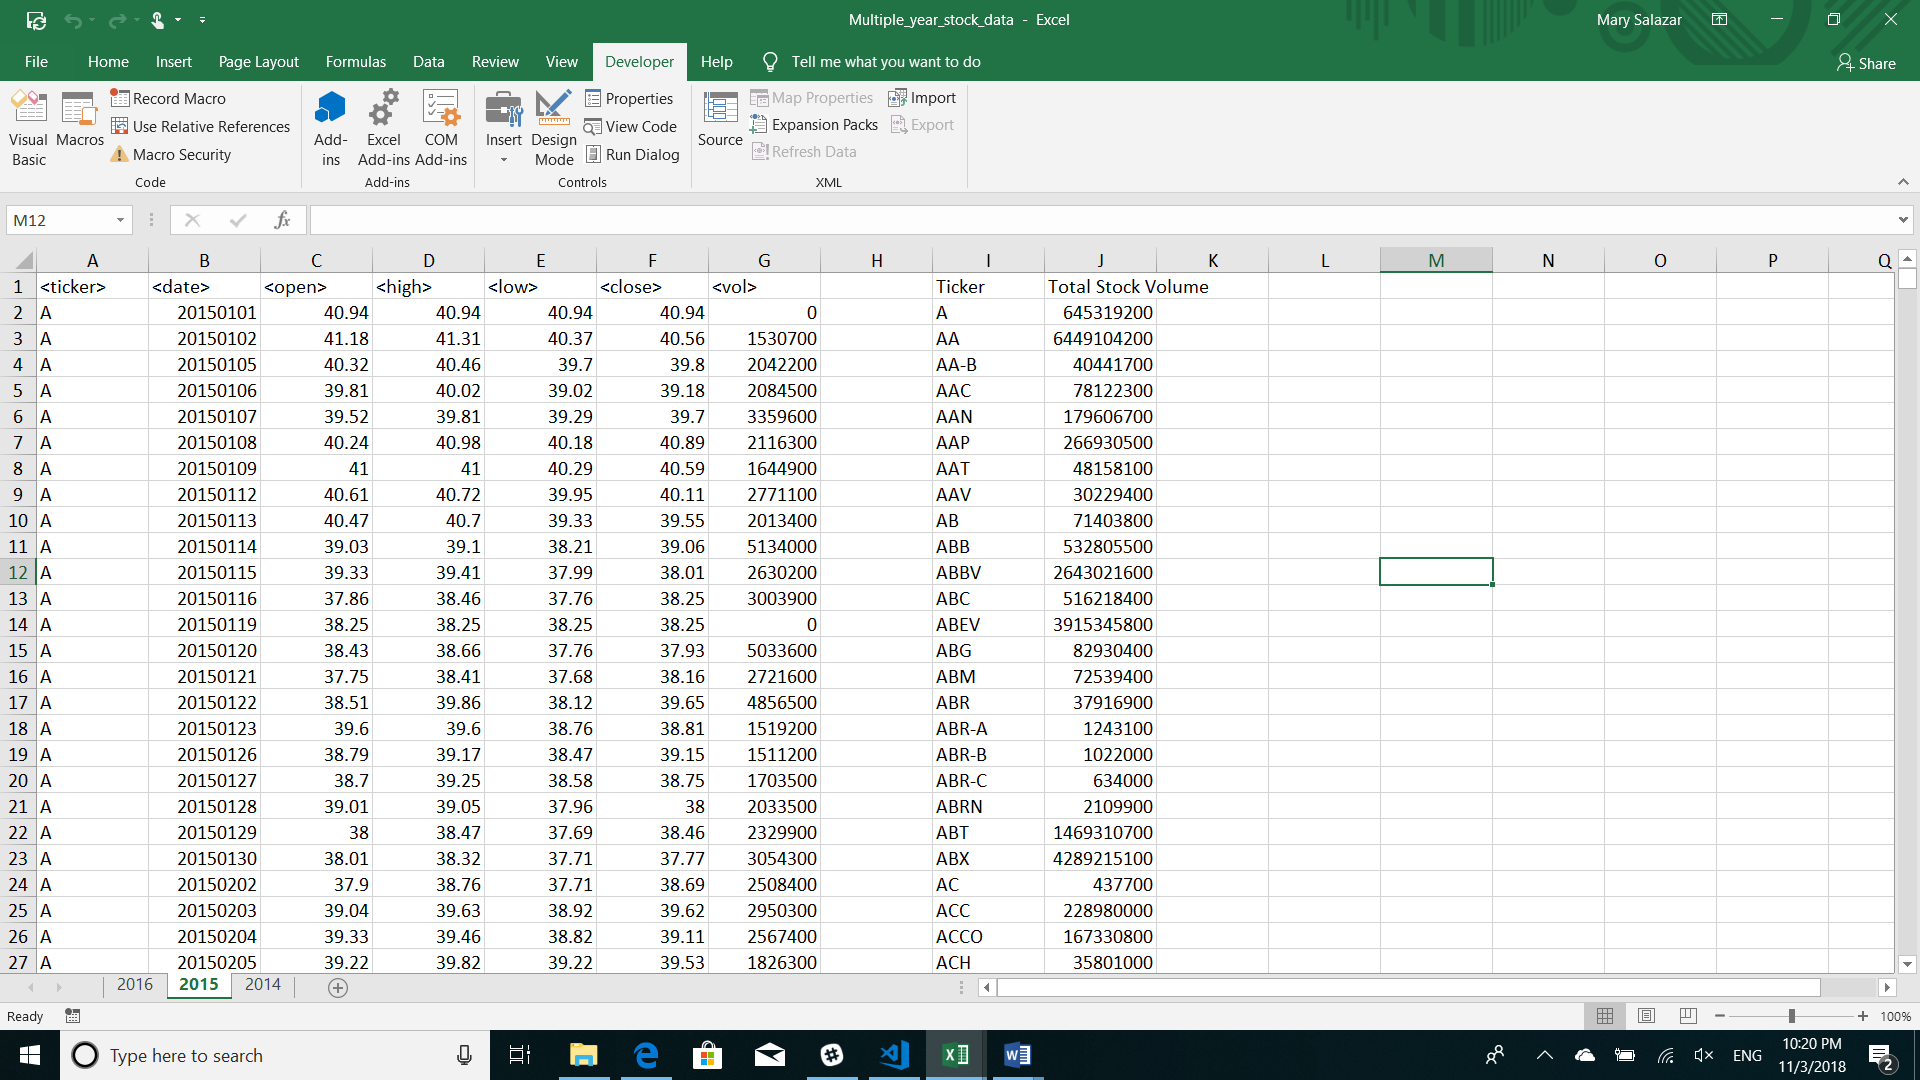 Multiple_year_stock_data - Excel
Mary Salazar
File Home Insert Page Layout Formulas Data Review View Developer Help Tell me what you want to do
Share
Visual Basic
Macros
Record Macro
Use Relative References
Macro Security
Code
Add-ins
Excel Add-ins
COM Add-ins
Add-ins
Insert
Design Mode
Properties
View Code
Run Dialog
Controls
Source
Map Properties
Expansion Packs
Refresh Data
Import
Export
XML
M12
fx
A B C D E F G H I J K L M N O P Q
1 <ticker> <date> <open> <high> <low> <close> <vol> Ticker Total Stock Volume
2 A 20150101 40.94 40.94 40.94 40.94 0 A 645319200
3 A 20150102 41.18 41.31 40.37 40.56 1530700 AA 6449104200
4 A 20150105 40.32 40.46 39.7 39.8 2042200 AA-B 40441700
5 A 20150106 39.81 40.02 39.02 39.18 2084500 AAC 78122300
6 A 20150107 39.52 39.81 39.29 39.7 3359600 AAN 179606700
7 A 20150108 40.24 40.98 40.18 40.89 2116300 AAP 266930500
8 A 20150109 41 41 40.29 40.59 1644900 AAT 48158100
9 A 20150112 40.61 40.72 39.95 40.11 2771100 AAV 30229400
10 A 20150113 40.47 40.7 39.33 39.55 2013400 AB 71403800
11 A 20150114 39.03 39.1 38.21 39.06 5134000 ABB 532805500
12 A 20150115 39.33 39.41 37.99 38.01 2630200 ABBV 2643021600
13 A 20150116 37.86 38.46 37.76 38.25 3003900 ABC 516218400
14 A 20150119 38.25 38.25 38.25 38.25 0 ABEV 3915345800
15 A 20150120 38.43 38.66 37.76 37.93 5033600 ABG 82930400
16 A 20150121 37.75 38.41 37.68 38.16 2721600 ABM 72539400
17 A 20150122 38.51 39.86 38.12 39.65 4856500 ABR 37916900
18 A 20150123 39.6 39.6 38.76 38.81 1519200 ABR-A 1243100
19 A 20150126 38.79 39.17 38.47 39.15 1511200 ABR-B 1022000
20 A 20150127 38.7 39.25 38.58 38.75 1703500 ABR-C 634000
21 A 20150128 39.01 39.05 37.96 38 2033500 ABRN 2109900
22 A 20150129 38 38.47 37.69 38.46 2329900 ABT 1469310700
23 A 20150130 38.01 38.32 37.71 37.77 3054300 ABX 4289215100
24 A 20150202 37.9 38.76 37.71 38.69 2508400 AC 437700
25 A 20150203 39.04 39.63 38.92 39.62 2950300 ACC 228980000
26 A 20150204 39.33 39.46 38.82 39.11 2567400 ACCO 167330800
27 A 20150205 39.22 39.82 39.22 39.53 1826300 ACH 35801000
2016 2015 2014
Ready
100%
Type here to search
ENG
10:20 PM
11/3/2018
2